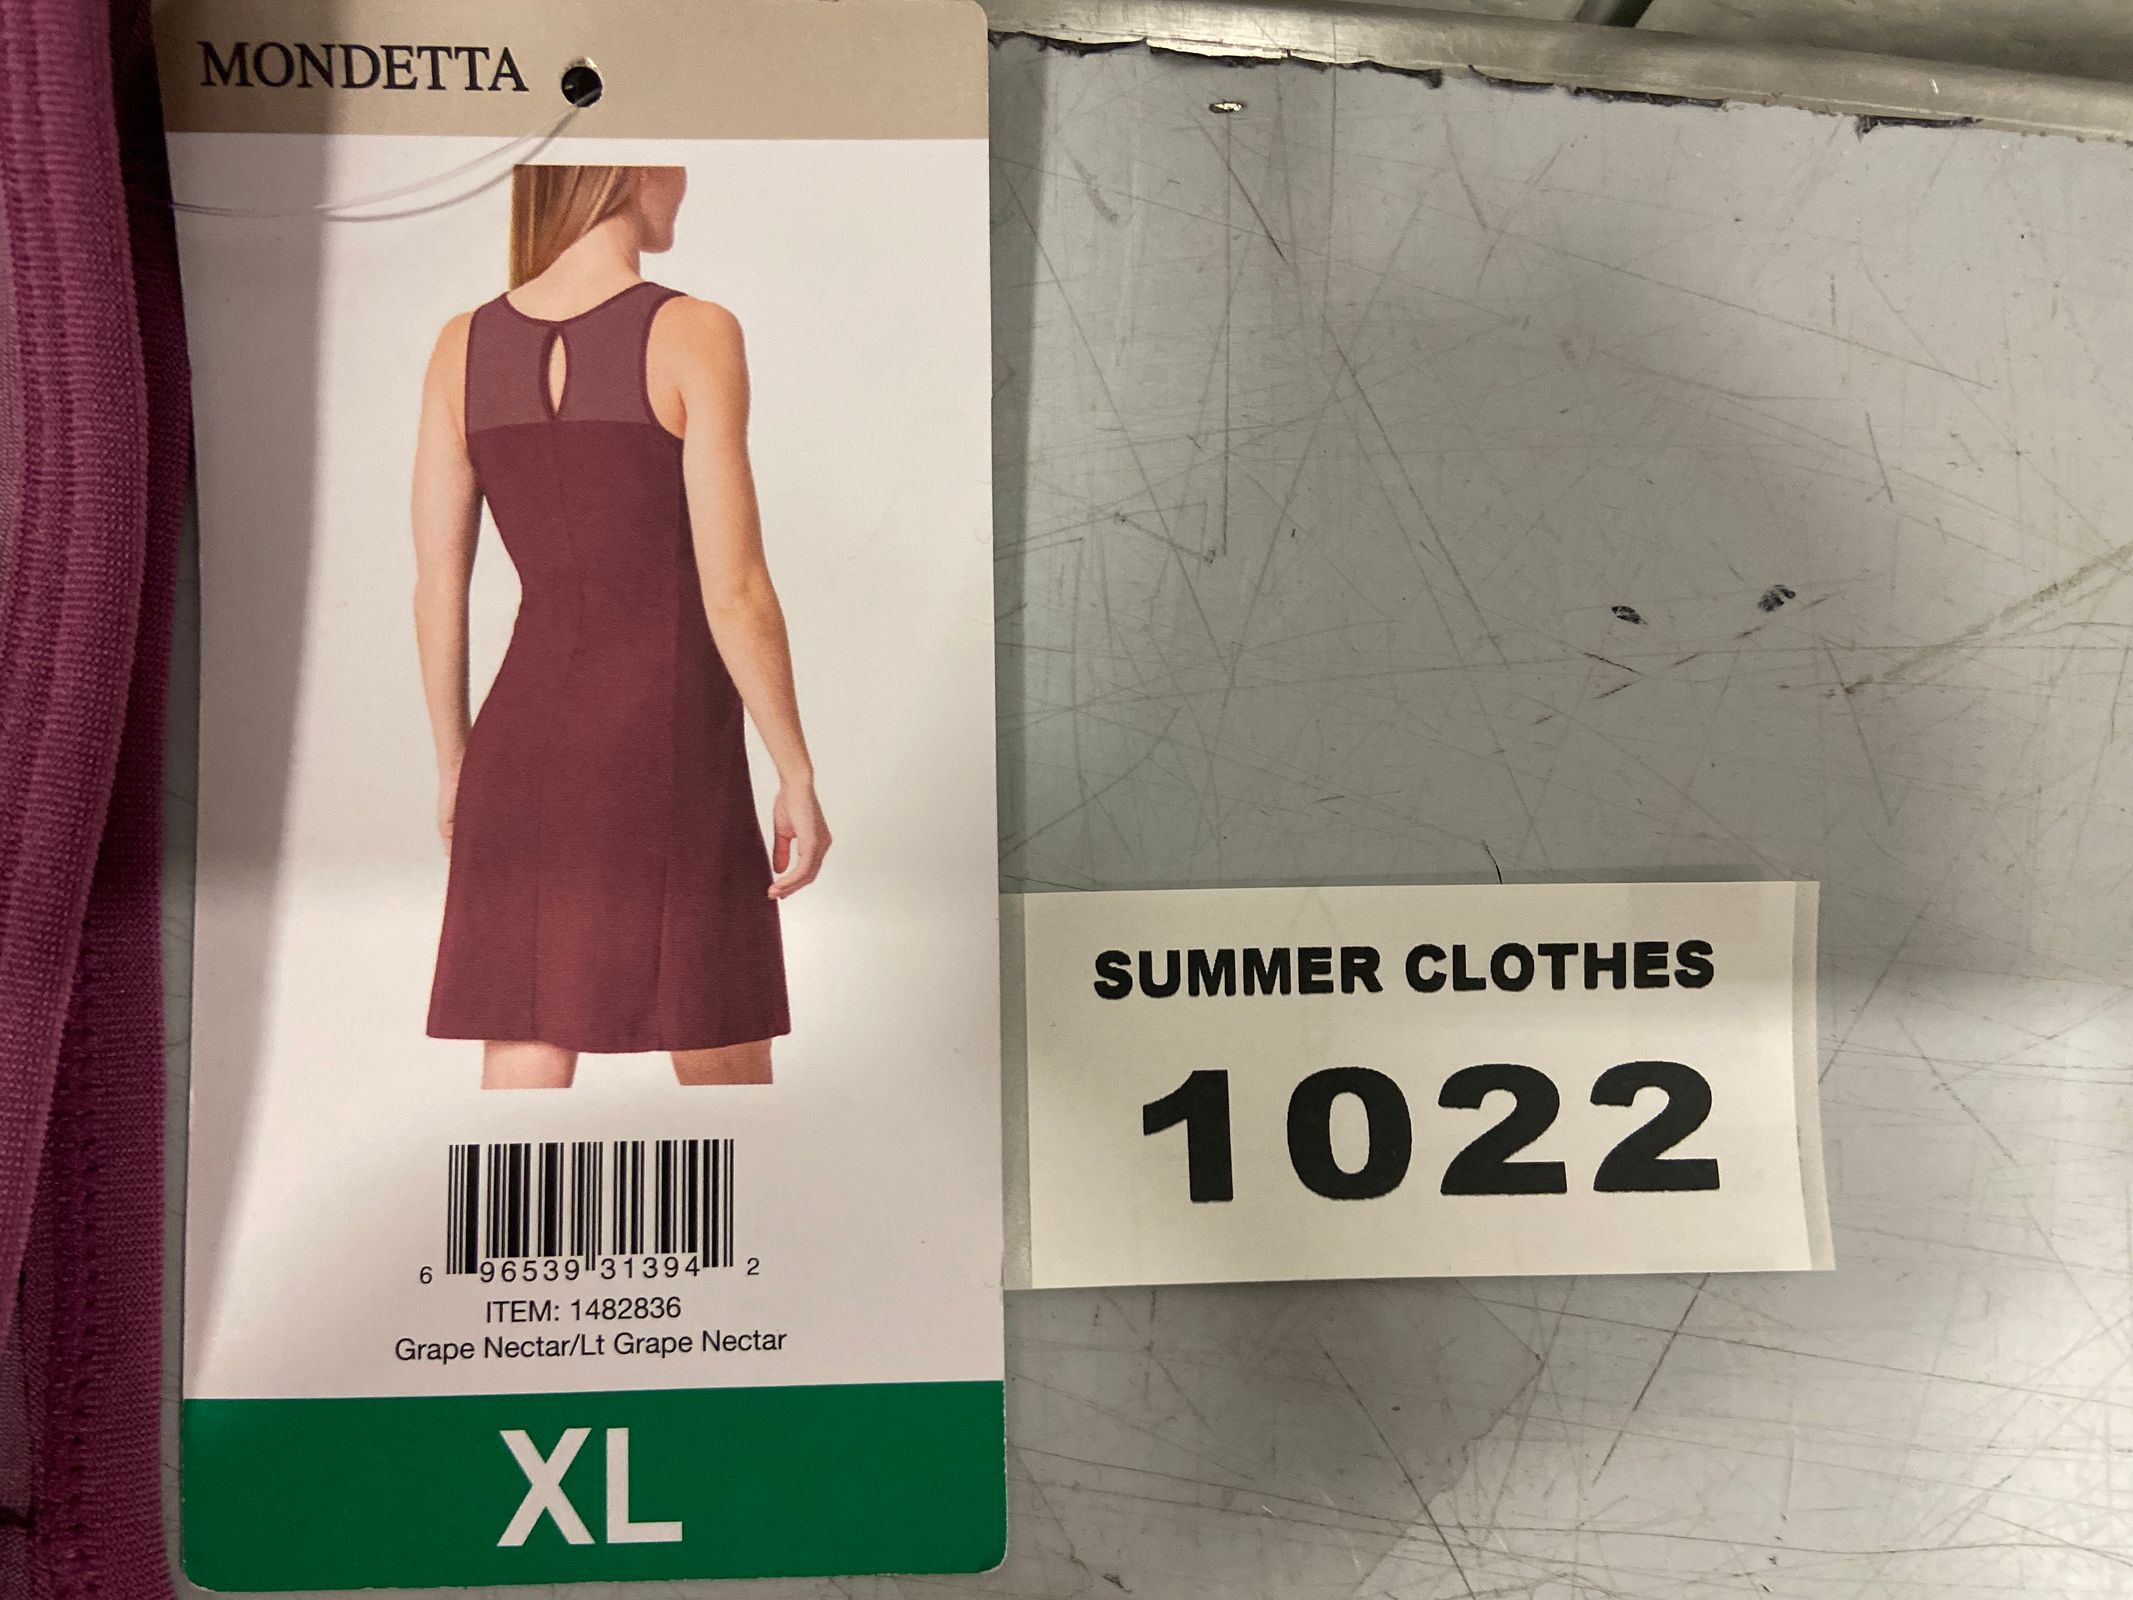 MONDETTA
6 96539 31394 2
ITEM: 1482836
Grape Nectar/Lt Grape Nectar
XL
SUMMER CLOTHES
1022